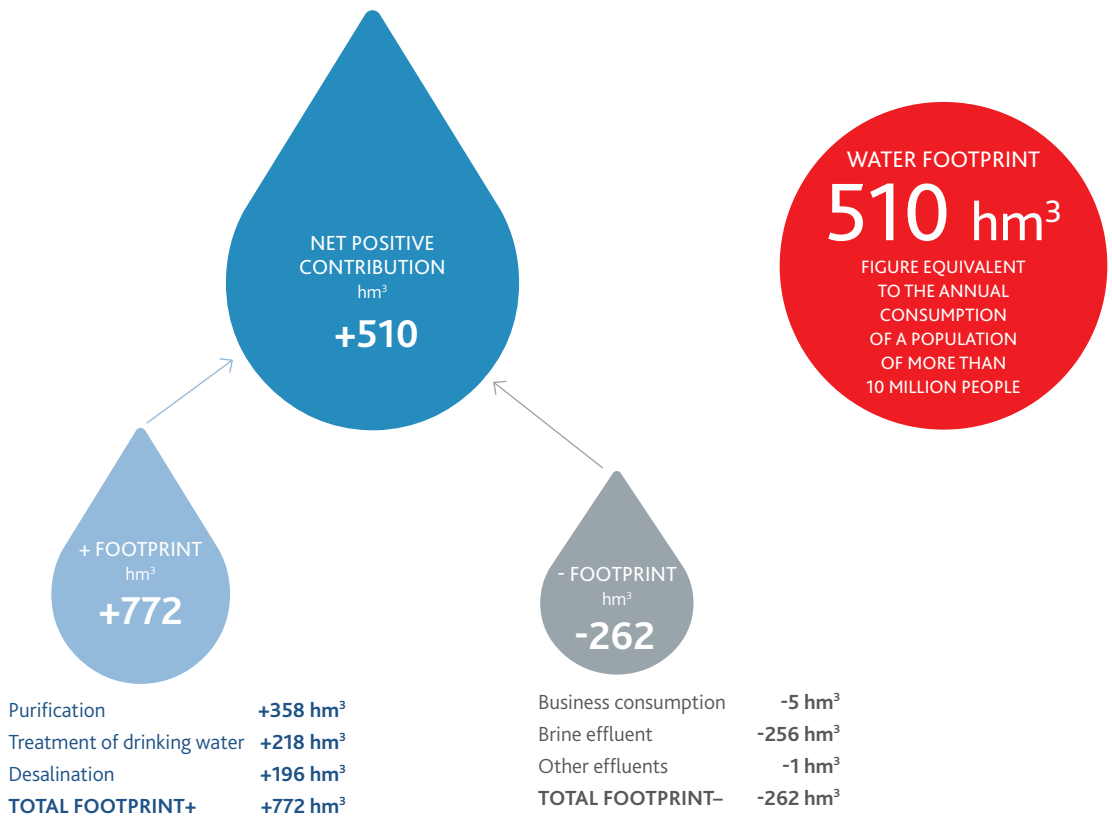 NET POSITIVE
CONTRIBUTION
hm³
+510
WATER FOOTPRINT
510 hm³
FIGURE EQUIVALENT
TO THE ANNUAL
CONSUMPTION
OF A POPULATION
OF MORE THAN
10 MILLION PEOPLE
+ FOOTPRINT
hm³
+772
- FOOTPRINT
hm³
-262
Purification +358 hm³
Treatment of drinking water +218 hm³
Desalination +196 hm³
TOTAL FOOTPRINT+ +772 hm³
Business consumption -5 hm³
Brine effluent -256 hm³
Other effluents -1 hm³
TOTAL FOOTPRINT– -262 hm³